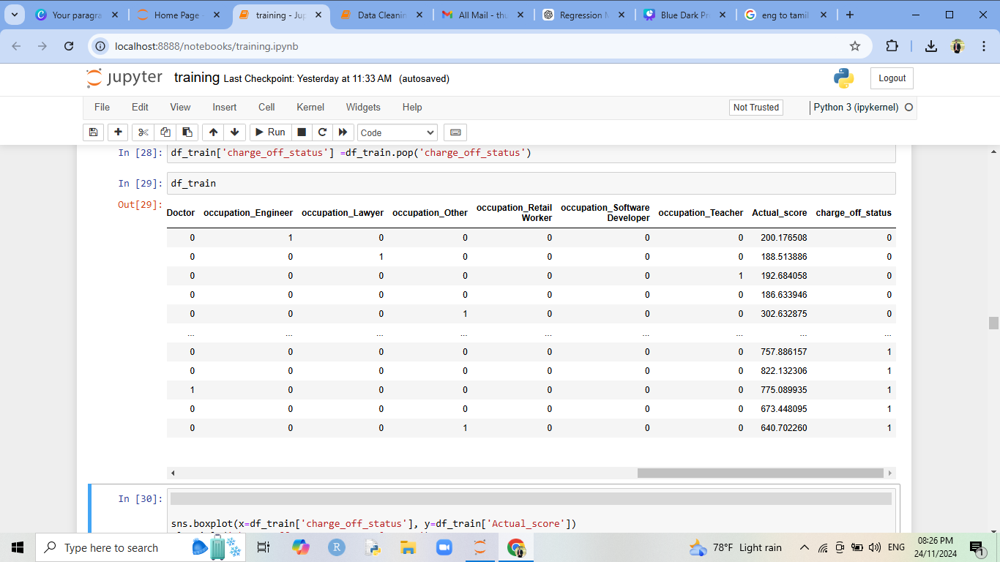 Your paragra
Home Page -
training - Jup
Data Cleanin
All Mail - thu
Regression M
Blue Dark Pr
eng to tamil
localhost:8888/notebooks/training.ipynb
jupyter training Last Checkpoint: Yesterday at 11:33 AM (autosaved)
Logout
File Edit View Insert Cell Kernel Widgets Help
Not Trusted
Python 3 (ipykernel)
Run
Code
In [28]: df_train['charge_off_status'] =df_train.pop('charge_off_status')
In [29]: df_train
Out[29]:
Doctor occupation_Engineer occupation_Lawyer occupation_Other occupation_Retail Worker occupation_Software Developer occupation_Teacher Actual_score charge_off_status
0 1 0 0 0 0 0 200.176508 0
0 0 1 0 0 0 0 188.513886 0
0 0 0 0 0 0 1 192.684058 0
0 0 0 0 0 0 0 186.633946 0
0 0 0 1 0 0 0 302.632875 0
... ... ... ... ... ... ... ... ...
0 0 0 0 0 0 0 757.886157 1
0 0 0 0 0 0 0 822.132306 1
1 0 0 0 0 0 0 775.089935 1
0 0 0 0 0 0 0 673.448095 1
0 0 0 1 0 0 0 640.702260 1
In [30]:
sns.boxplot(x=df_train['charge_off_status'], y=df_train['Actual_score'])
Type here to search
R
78°F Light rain
ENG
08:26 PM
24/11/2024
1